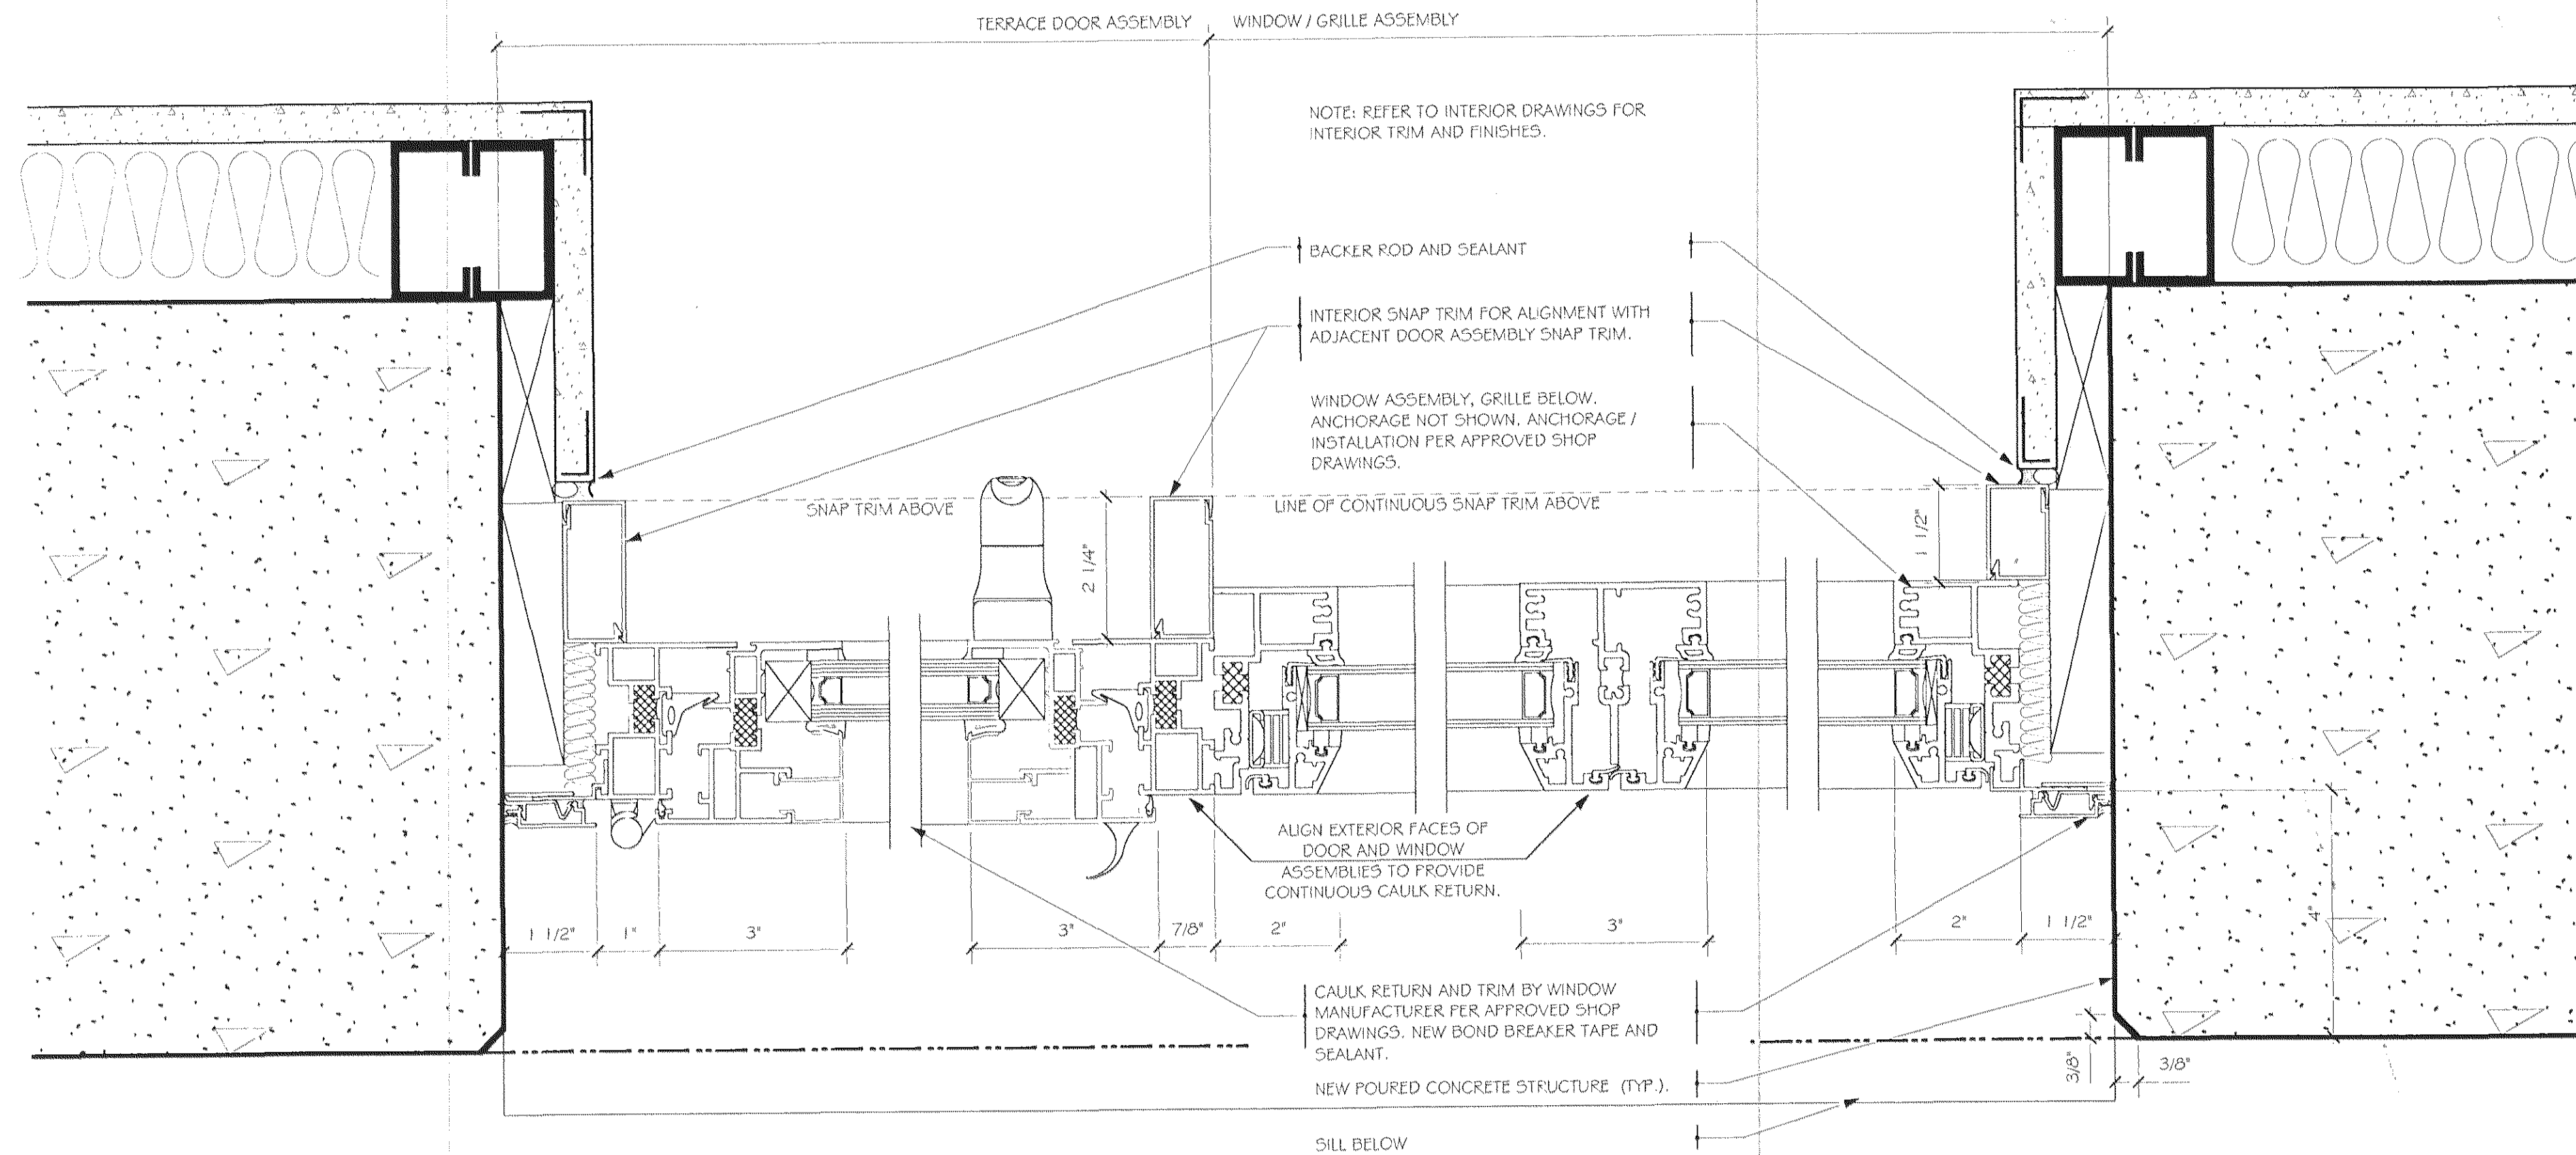 TERRACE DOOR ASSEMBLY
WINDOW / GRILLE ASSEMBLY
NOTE: REFER TO INTERIOR DRAWINGS FOR
INTERIOR TRIM AND FINISHES.
BACKER ROD AND SEALANT
INTERIOR SNAP TRIM FOR ALIGNMENT WITH
ADJACENT DOOR ASSEMBLY SNAP TRIM.
WINDOW ASSEMBLY, GRILLE BELOW.
ANCHORAGE NOT SHOWN. ANCHORAGE /
INSTALLATION PER APPROVED SHOP
DRAWINGS.
SNAP TRIM ABOVE
LINE OF CONTINUOUS SNAP TRIM ABOVE
2 1/4"
1 1/2"
ALIGN EXTERIOR FACES OF
DOOR AND WINDOW
ASSEMBLIES TO PROVIDE
CONTINUOUS CAULK RETURN.
1 1/2"
1"
3"
3"
7/8"
2"
3"
2"
1 1/2"
4"
CAULK RETURN AND TRIM BY WINDOW
MANUFACTURER PER APPROVED SHOP
DRAWINGS. NEW BOND BREAKER TAPE AND
SEALANT.
3/8"
3/8"
NEW POURED CONCRETE STRUCTURE (TYP.).
SILL BELOW